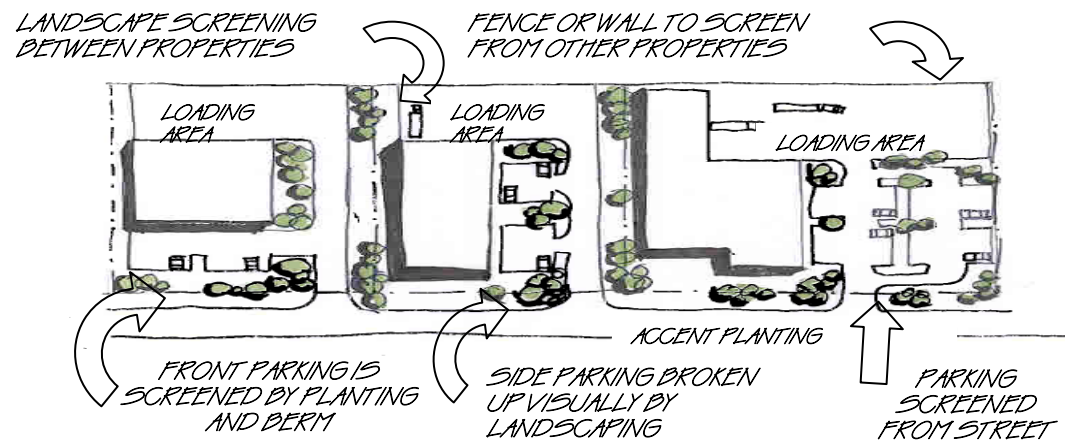 LANDSCAPE SCREENING
BETWEEN PROPERTIES
FENCE OR WALL TO SCREEN
FROM OTHER PROPERTIES
LOADING
AREA
LOADING
AREA
LOADING AREA
ACCENT PLANTING
FRONT PARKING IS
SCREENED BY PLANTING
AND BERM
SIDE PARKING BROKEN
UP VISUALLY BY
LANDSCAPING
PARKING
SCREENED
FROM STREET